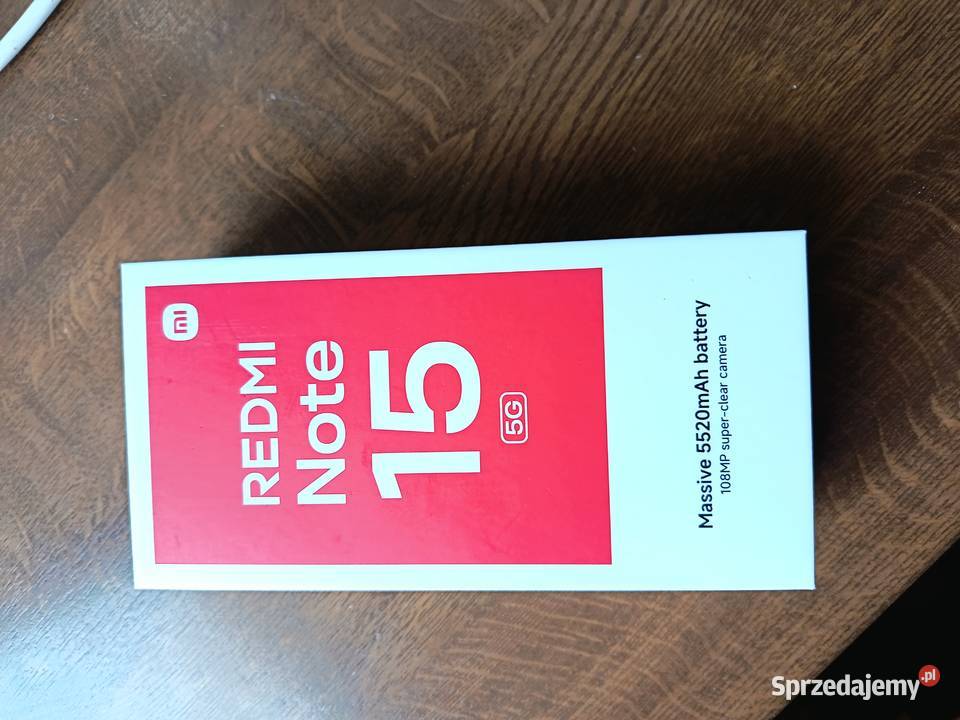 mi
REDMI
Note
15
5G
Massive 5520mAh battery
108MP super-clear camera
Sprzedajemy.pl